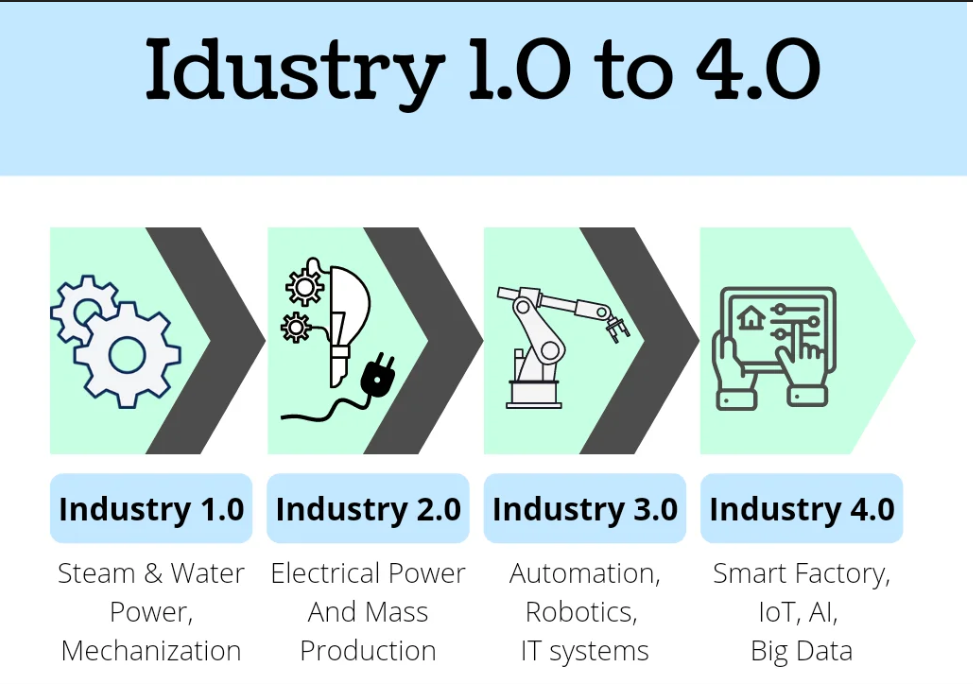 Idustry 1.0 to 4.0
Industry 1.0
Steam & Water
Power,
Mechanization
Industry 2.0
Electrical Power
And Mass
Production
Industry 3.0
Automation,
Robotics,
IT systems
Industry 4.0
Smart Factory,
IoT, AI,
Big Data